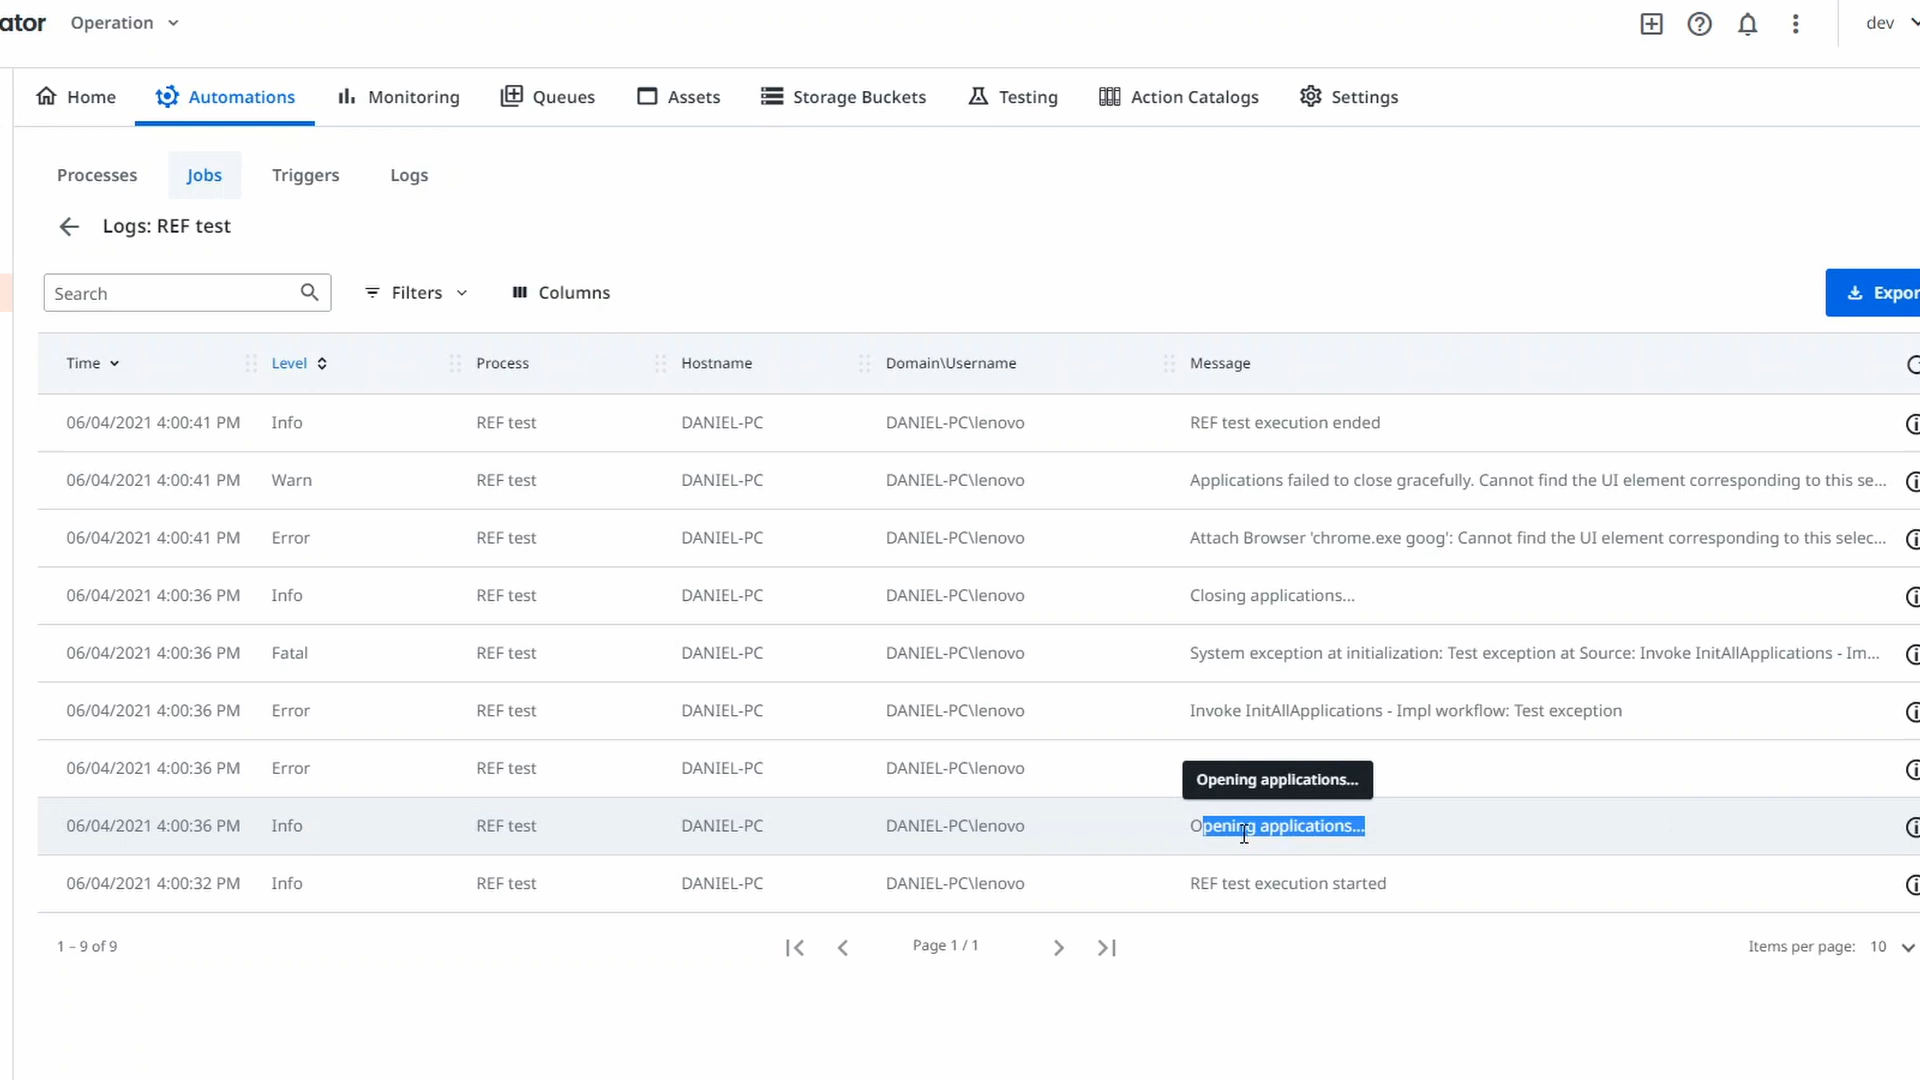 ator Operation dev
Home Automations Monitoring Queues Assets Storage Buckets Testing Action Catalogs Settings
Processes Jobs Triggers Logs
Logs: REF test
Search Filters Columns Expor
Time Level Process Hostname Domain\Username Message
06/04/2021 4:00:41 PM Info REF test DANIEL-PC DANIEL-PC\lenovo REF test execution ended
06/04/2021 4:00:41 PM Warn REF test DANIEL-PC DANIEL-PC\lenovo Applications failed to close gracefully. Cannot find the UI element corresponding to this se...
06/04/2021 4:00:41 PM Error REF test DANIEL-PC DANIEL-PC\lenovo Attach Browser 'chrome.exe goog': Cannot find the UI element corresponding to this selec...
06/04/2021 4:00:36 PM Info REF test DANIEL-PC DANIEL-PC\lenovo Closing applications...
06/04/2021 4:00:36 PM Fatal REF test DANIEL-PC DANIEL-PC\lenovo System exception at initialization: Test exception at Source: Invoke InitAllApplications - Im...
06/04/2021 4:00:36 PM Error REF test DANIEL-PC DANIEL-PC\lenovo Invoke InitAllApplications - Impl workflow: Test exception
06/04/2021 4:00:36 PM Error REF test DANIEL-PC DANIEL-PC\lenovo
Opening applications...
06/04/2021 4:00:36 PM Info REF test DANIEL-PC DANIEL-PC\lenovo Opening applications...
06/04/2021 4:00:32 PM Info REF test DANIEL-PC DANIEL-PC\lenovo REF test execution started
1 - 9 of 9 Page 1 / 1 Items per page: 10